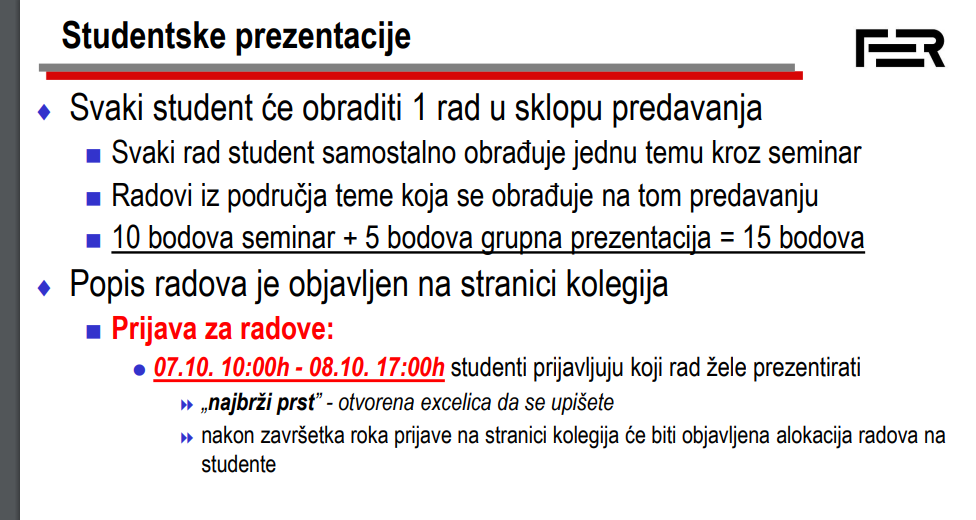 Studentske prezentacije
FER
Svaki student će obraditi 1 rad u sklopu predavanja
Svaki rad student samostalno obrađuje jednu temu kroz seminar
Radovi iz područja teme koja se obrađuje na tom predavanju
10 bodova seminar + 5 bodova grupna prezentacija = 15 bodova
Popis radova je objavljen na stranici kolegija
Prijava za radove:
07.10. 10:00h - 08.10. 17:00h studenti prijavljuju koji rad žele prezentirati
„najbrži prst” - otvorena excelica da se upišete
nakon završetka roka prijave na stranici kolegija će biti objavljena alokacija radova na
studente